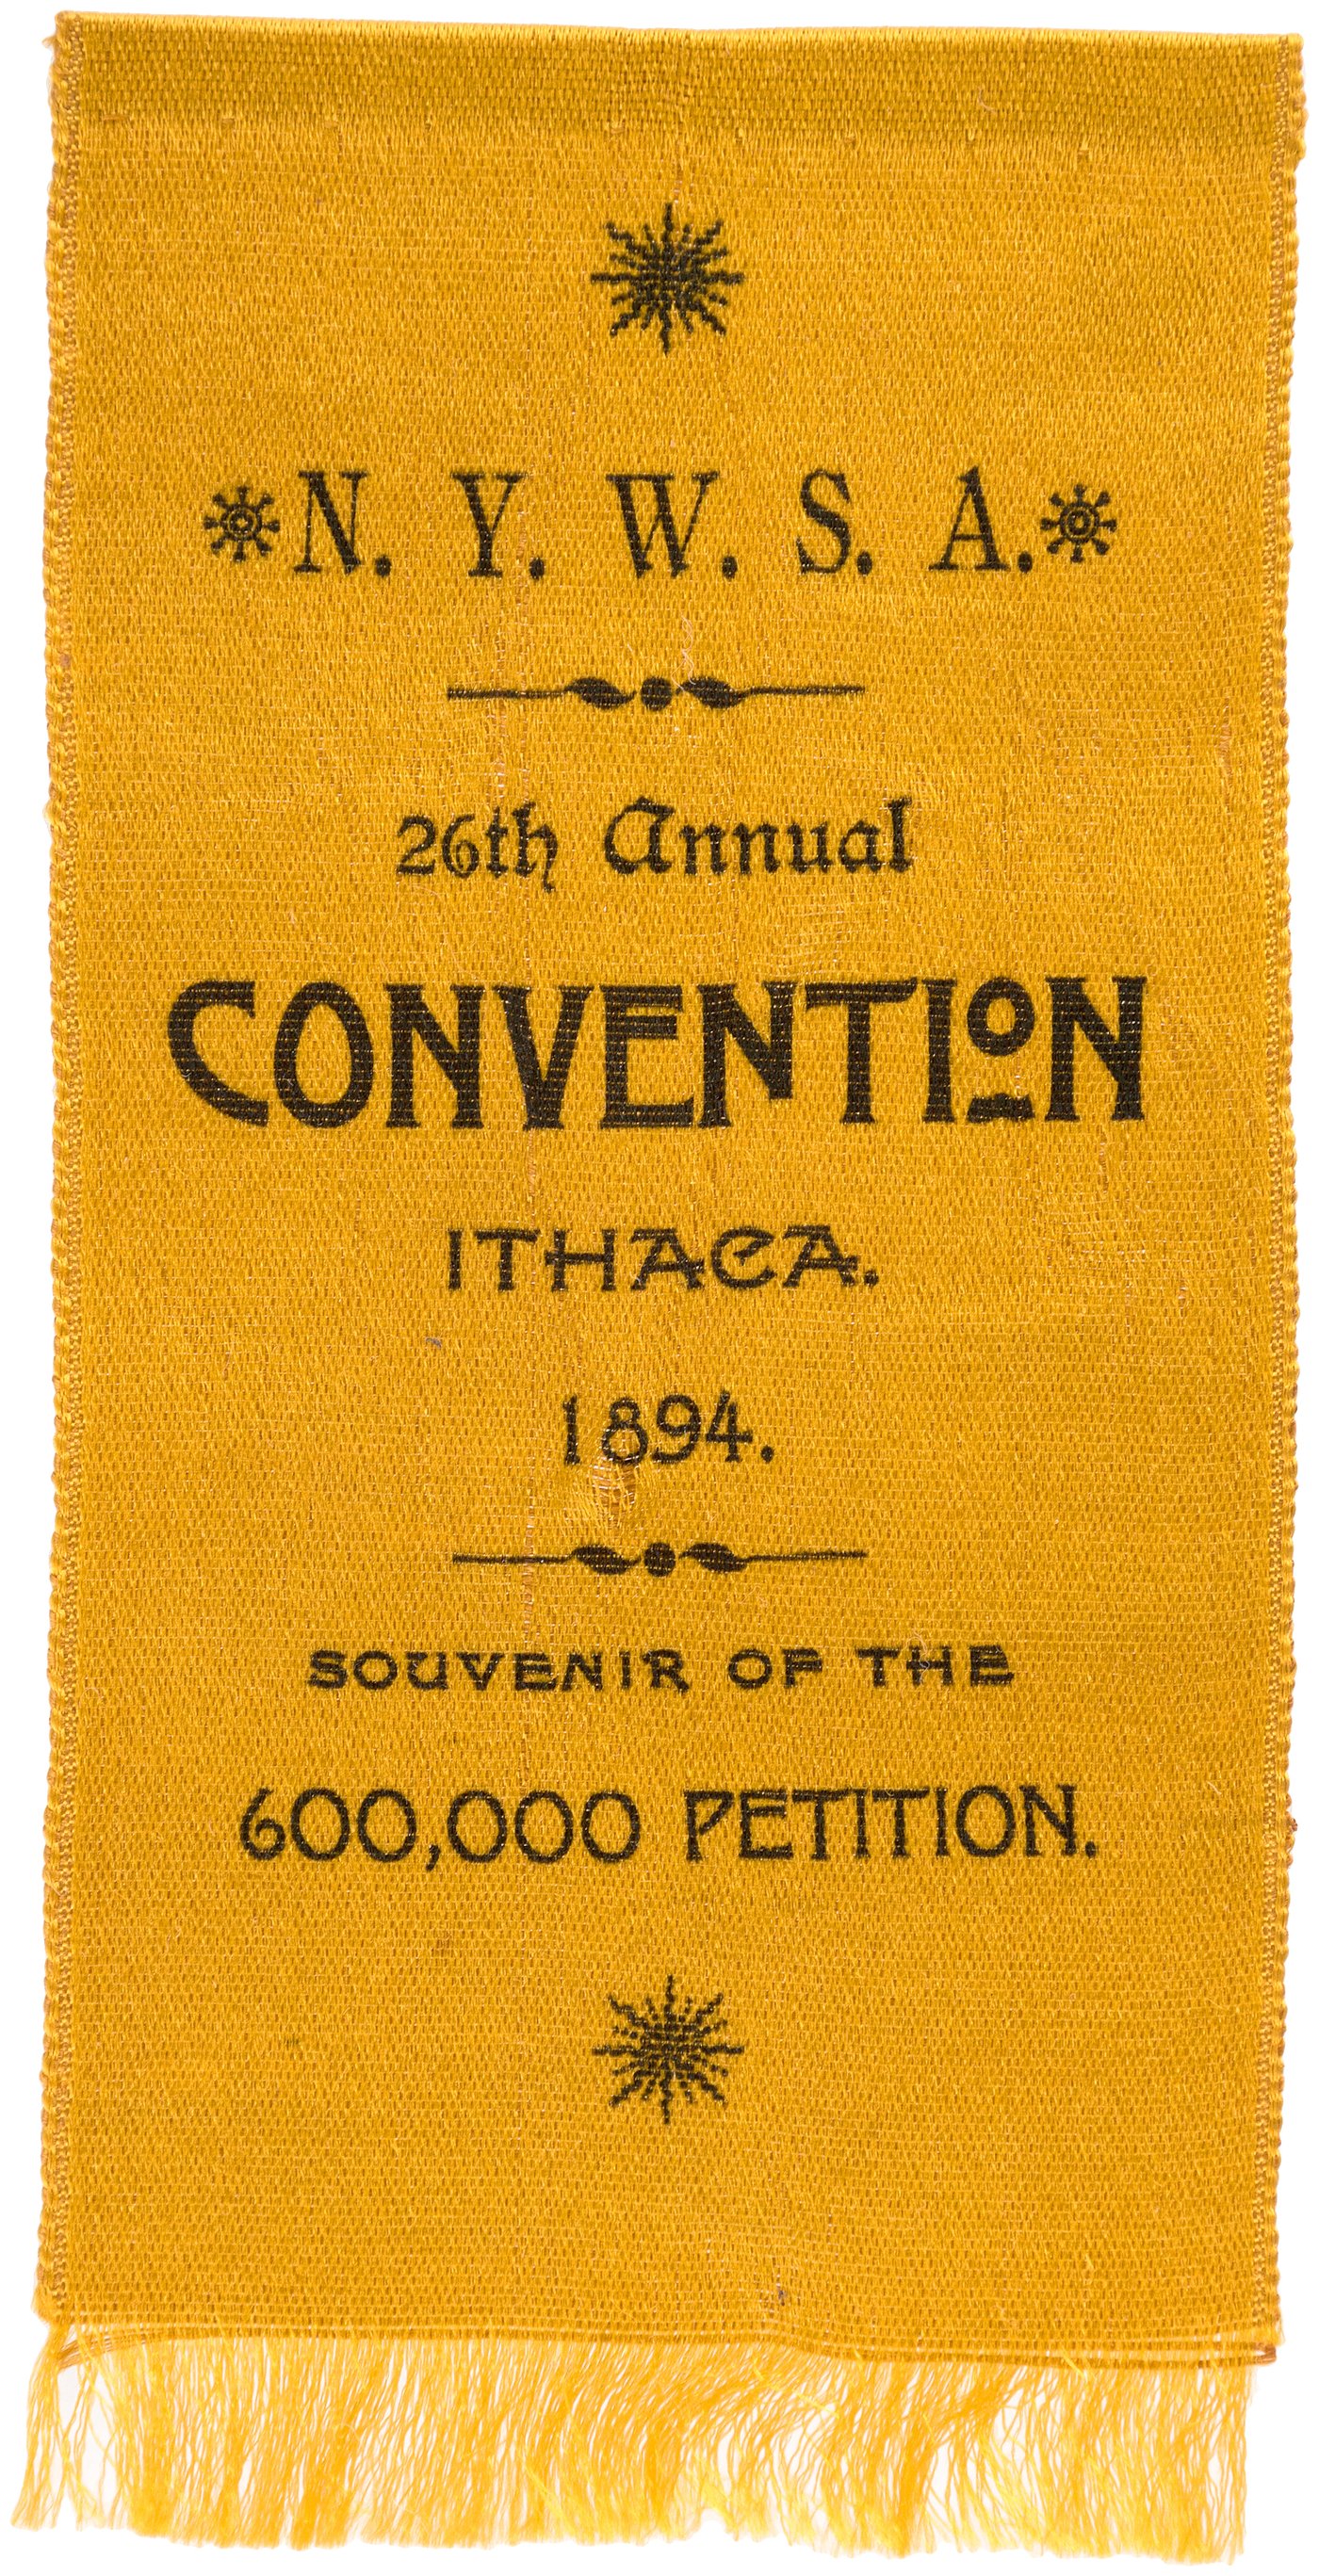 N. Y. W. S. A.
26th Annual
CONVENTION
ITHACA.
1894.
SOUVENIR OF THE
600,000 PETITION.